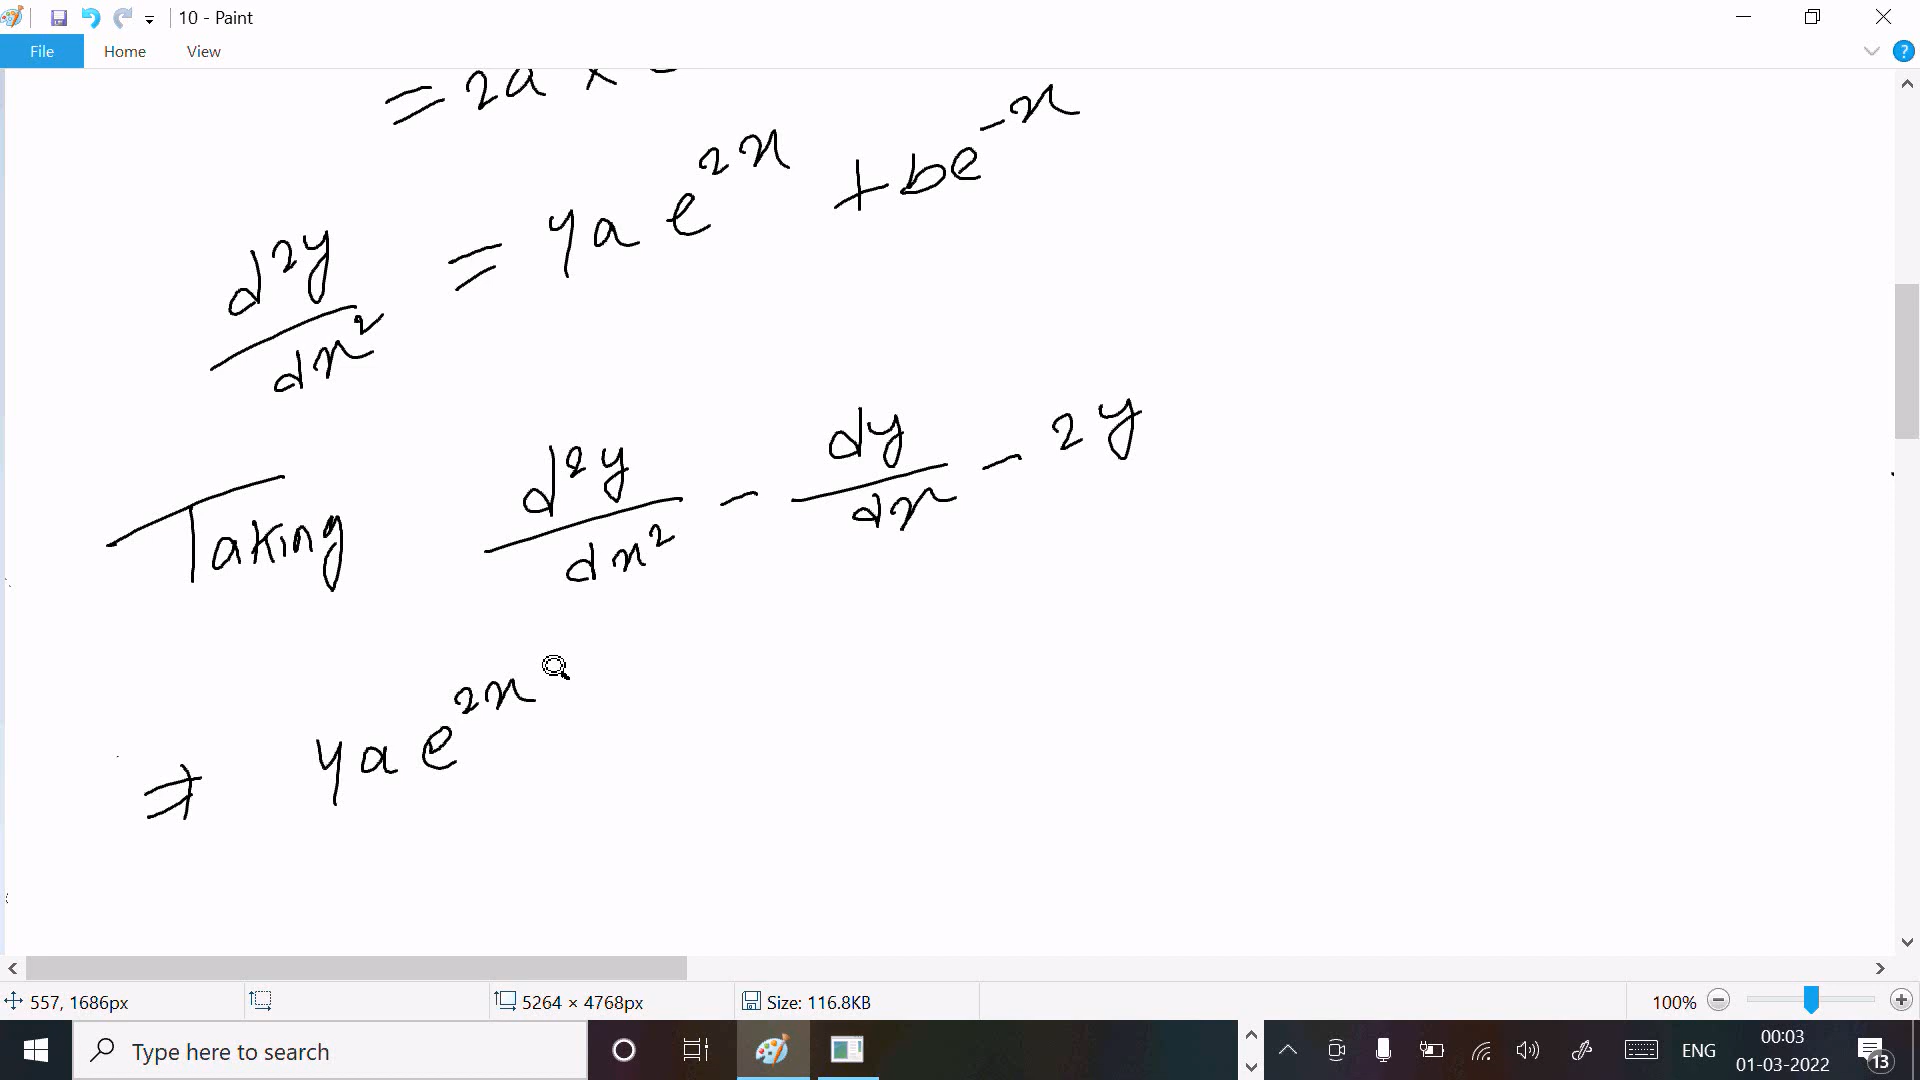 10 - Paint
File Home View
= 2a x
d²y/dx² = 4a e^2x + be^-x
Taking d²y/dx² - dy/dx - 2y
⇒ 4a e^2x
557, 1686px 5264 × 4768px Size: 116.8KB 100%
Type here to search ENG 00:03
01-03-2022 13